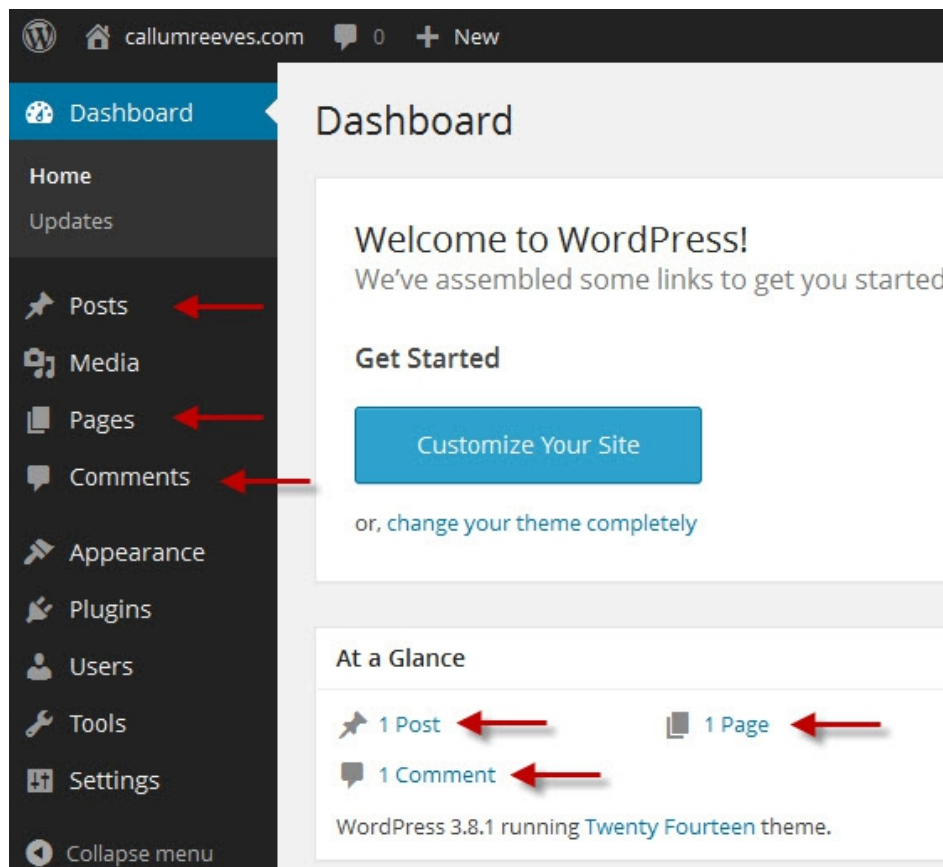 callumreeves.com 0 + New
Dashboard
Home
Updates
Posts
Media
Pages
Comments
Appearance
Plugins
Users
Tools
Settings
Collapse menu
Dashboard
Welcome to WordPress!
We've assembled some links to get you started
Get Started
Customize Your Site
or, change your theme completely
At a Glance
1 Post 1 Page
1 Comment
WordPress 3.8.1 running Twenty Fourteen theme.